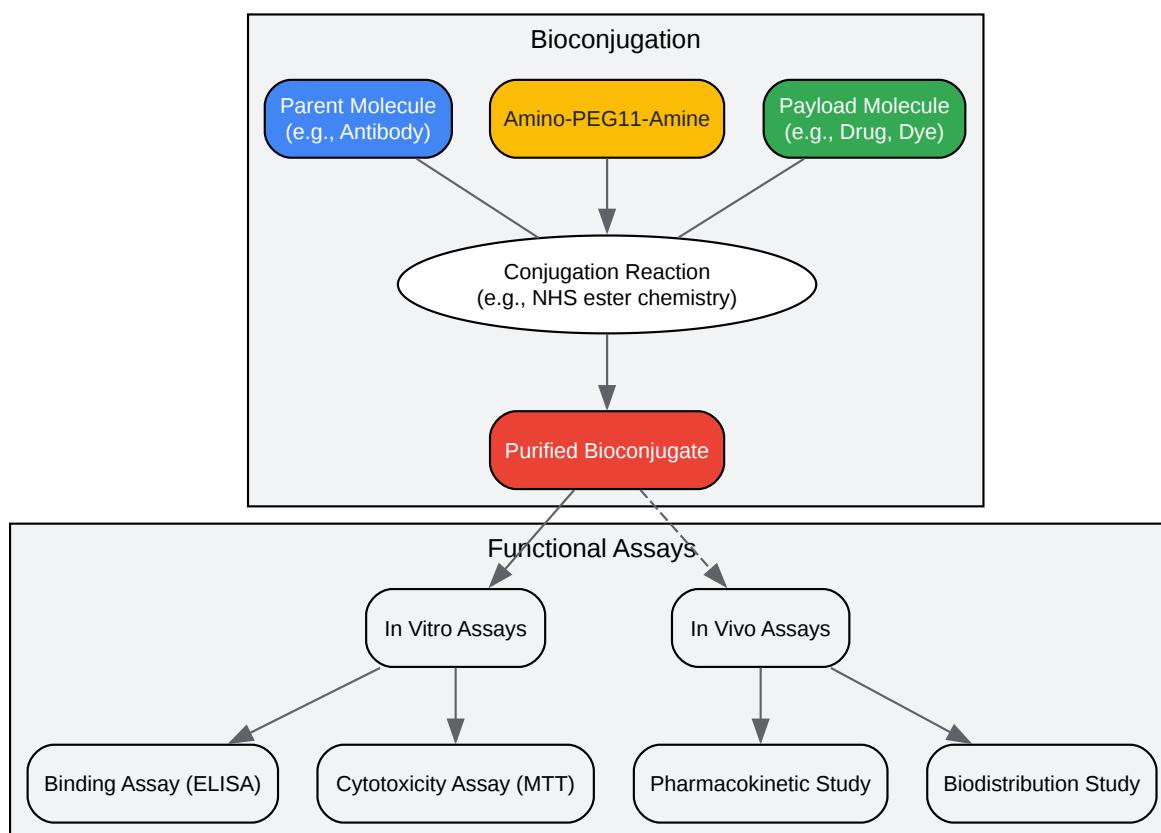 Bioconjugation
Parent Molecule
(e.g., Antibody)
Amino-PEG11-Amine
Payload Molecule
(e.g., Drug, Dye)
Conjugation Reaction
(e.g., NHS ester chemistry)
Purified Bioconjugate
Functional Assays
In Vitro Assays
In Vivo Assays
Binding Assay (ELISA)
Cytotoxicity Assay (MTT)
Pharmacokinetic Study
Biodistribution Study